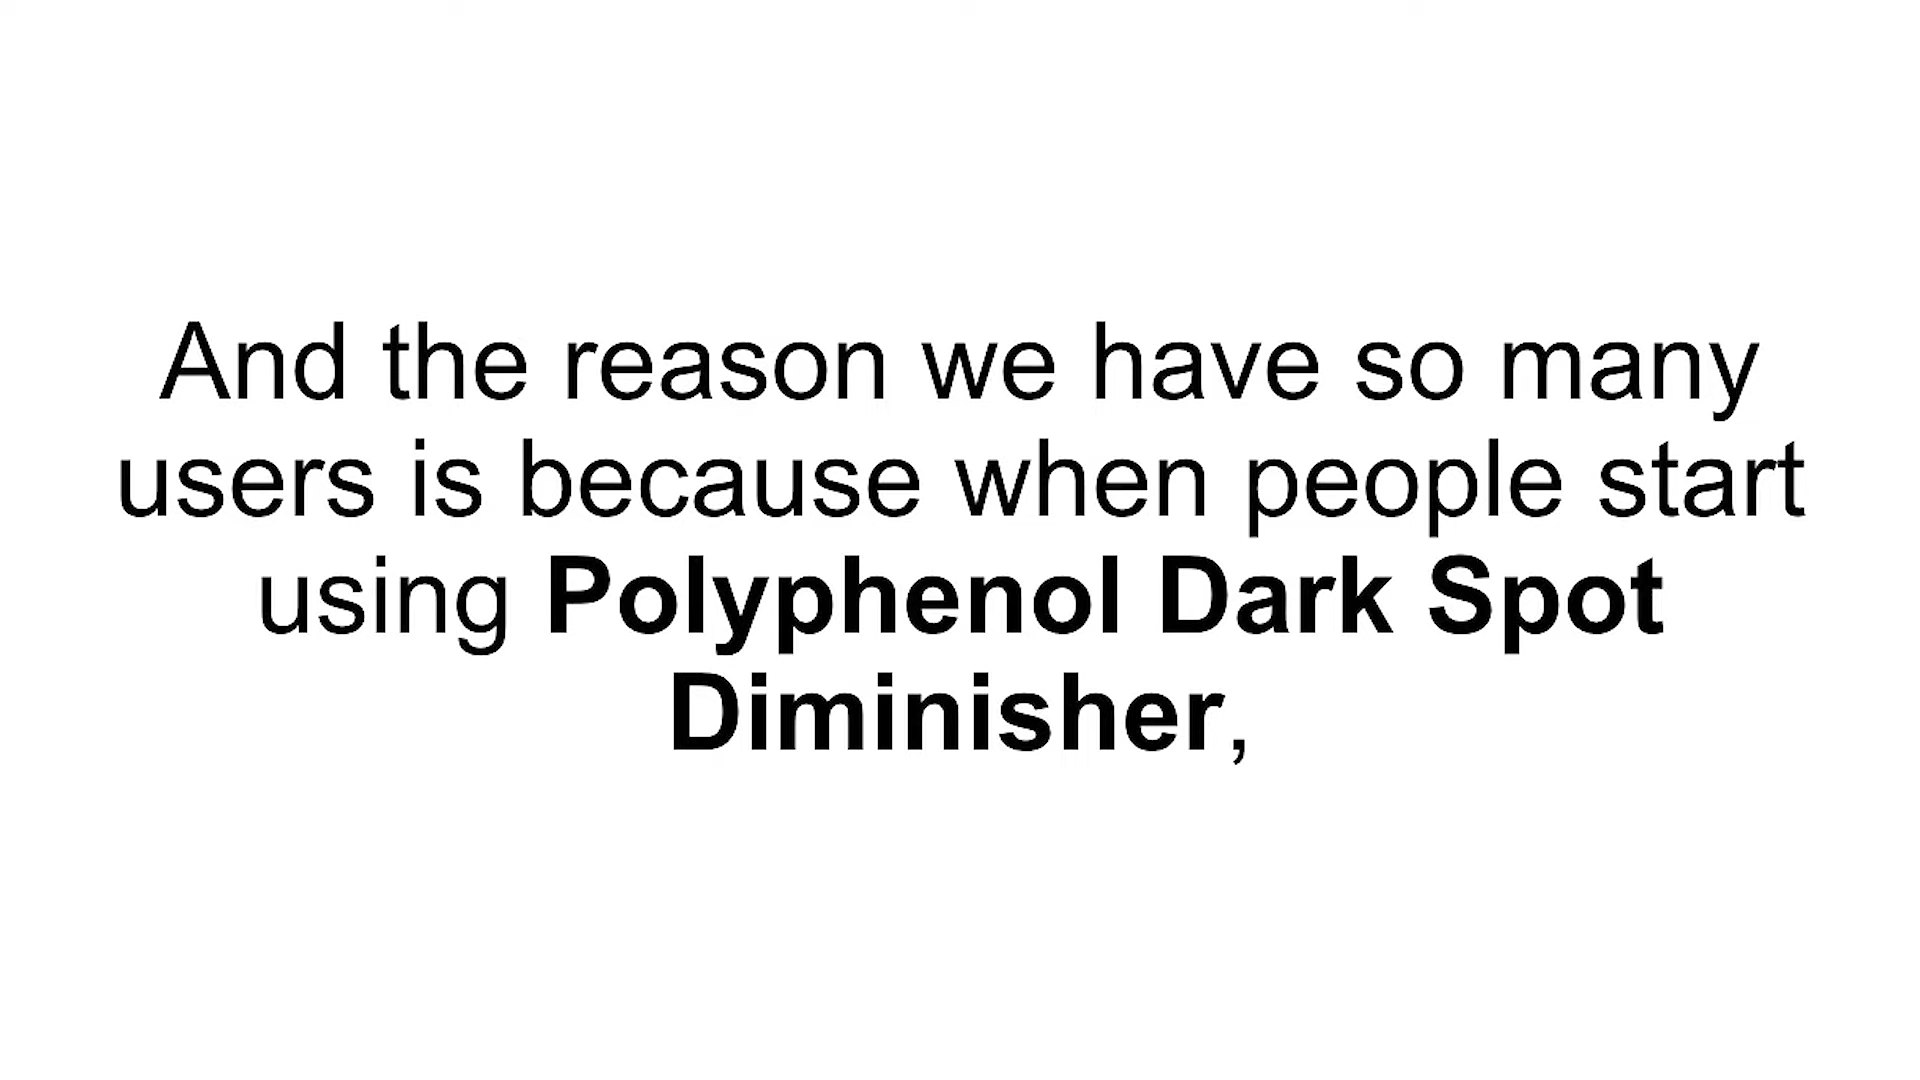 And the reason we have so many
users is because when people start
using Polyphenol Dark Spot
Diminisher,